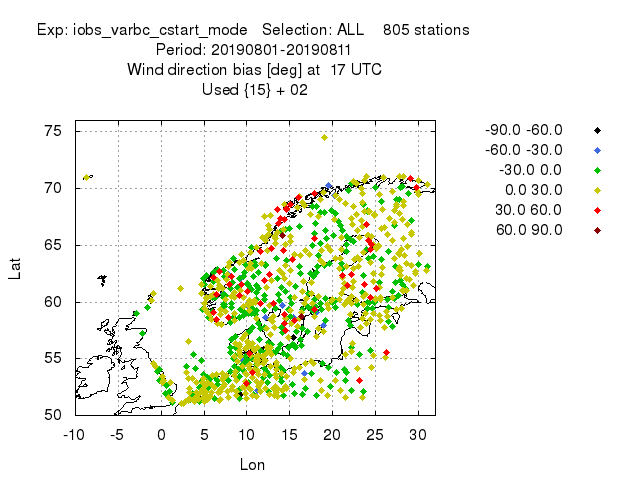 Exp: iobs_varbc_cstart_mode Selection: ALL 805 stations
Period: 20190801-20190811
Wind direction bias [deg] at 17 UTC
Used {15} + 02
-90.0 -60.0
-60.0 -30.0
-30.0 0.0
0.0 30.0
30.0 60.0
60.0 90.0
75
70
65
60
55
50
Lat
-10 -5 0 5 10 15 20 25 30
Lon